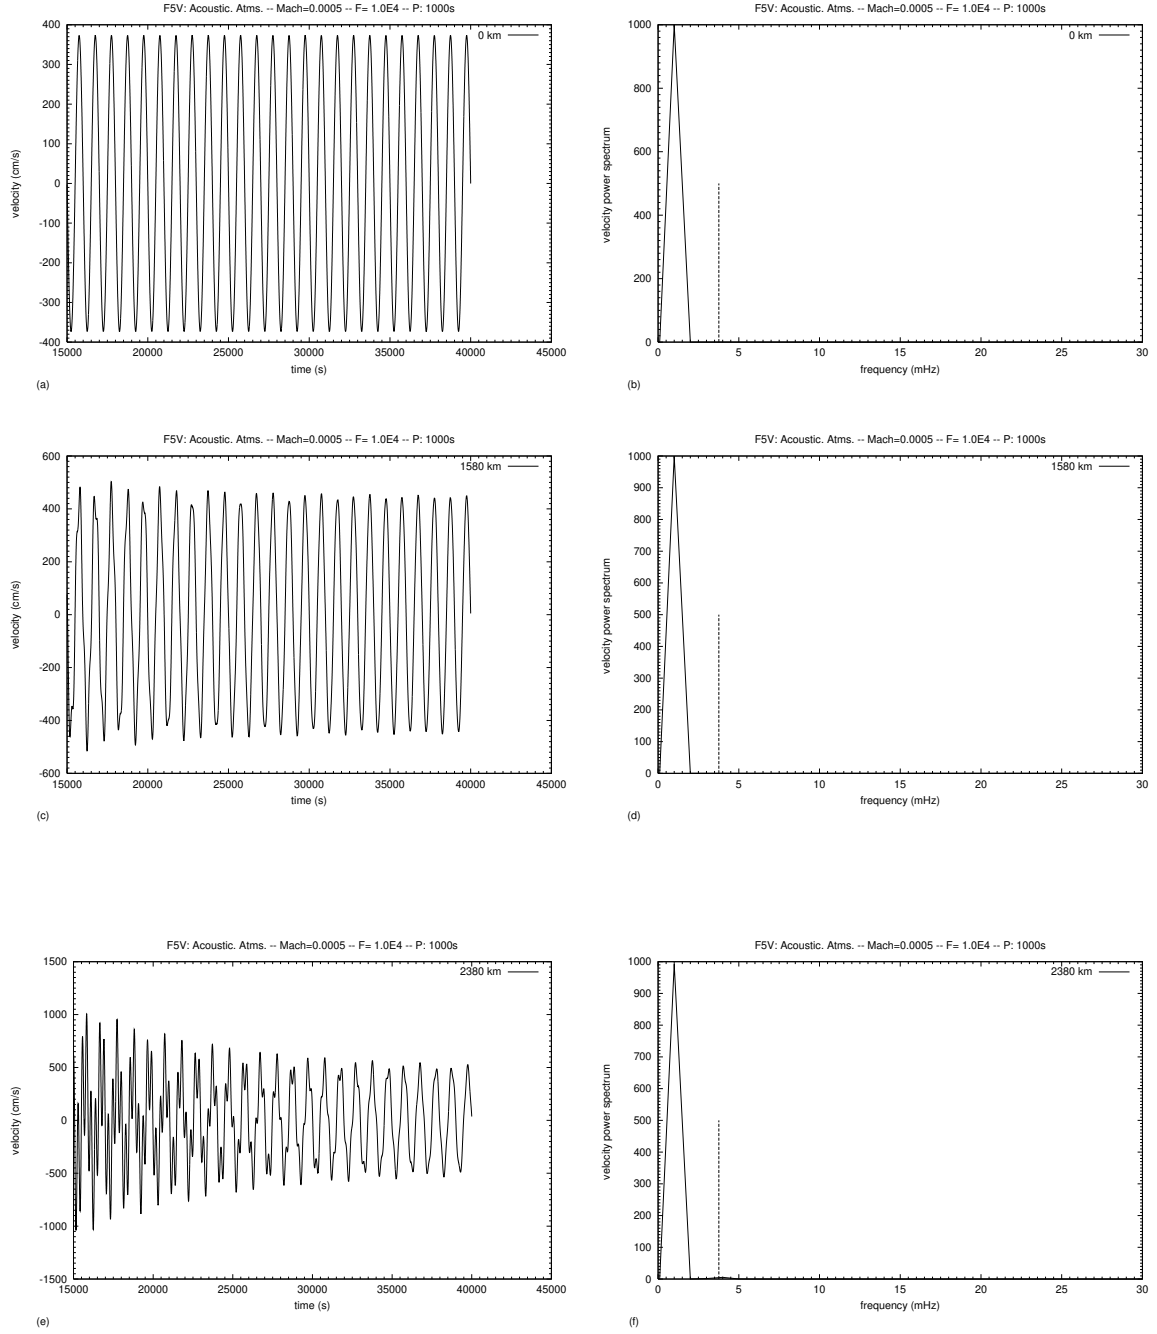 F5V: Acoustic. Atms. -- Mach=0.0005 -- F= 1.0E4 -- P: 1000s
0 km
400
300
200
100
0
-100
-200
-300
-400
velocity (cm/s)
15000 20000 25000 30000 35000 40000 45000
time (s)
(a)
F5V: Acoustic. Atms. -- Mach=0.0005 -- F= 1.0E4 -- P: 1000s
0 km
1000
800
600
400
200
0
velocity power spectrum
0 5 10 15 20 25 30
frequency (mHz)
(b)
F5V: Acoustic. Atms. -- Mach=0.0005 -- F= 1.0E4 -- P: 1000s
1580 km
600
400
200
0
-200
-400
-600
velocity (cm/s)
15000 20000 25000 30000 35000 40000 45000
time (s)
(c)
F5V: Acoustic. Atms. -- Mach=0.0005 -- F= 1.0E4 -- P: 1000s
1580 km
1000
900
800
700
600
500
400
300
200
100
0
velocity power spectrum
0 5 10 15 20 25 30
frequency (mHz)
(d)
F5V: Acoustic. Atms. -- Mach=0.0005 -- F= 1.0E4 -- P: 1000s
2380 km
1500
1000
500
0
-500
-1000
-1500
velocity (cm/s)
15000 20000 25000 30000 35000 40000 45000
time (s)
(e)
F5V: Acoustic. Atms. -- Mach=0.0005 -- F= 1.0E4 -- P: 1000s
2380 km
1000
900
800
700
600
500
400
300
200
100
0
velocity power spectrum
0 5 10 15 20 25 30
frequency (mHz)
(f)